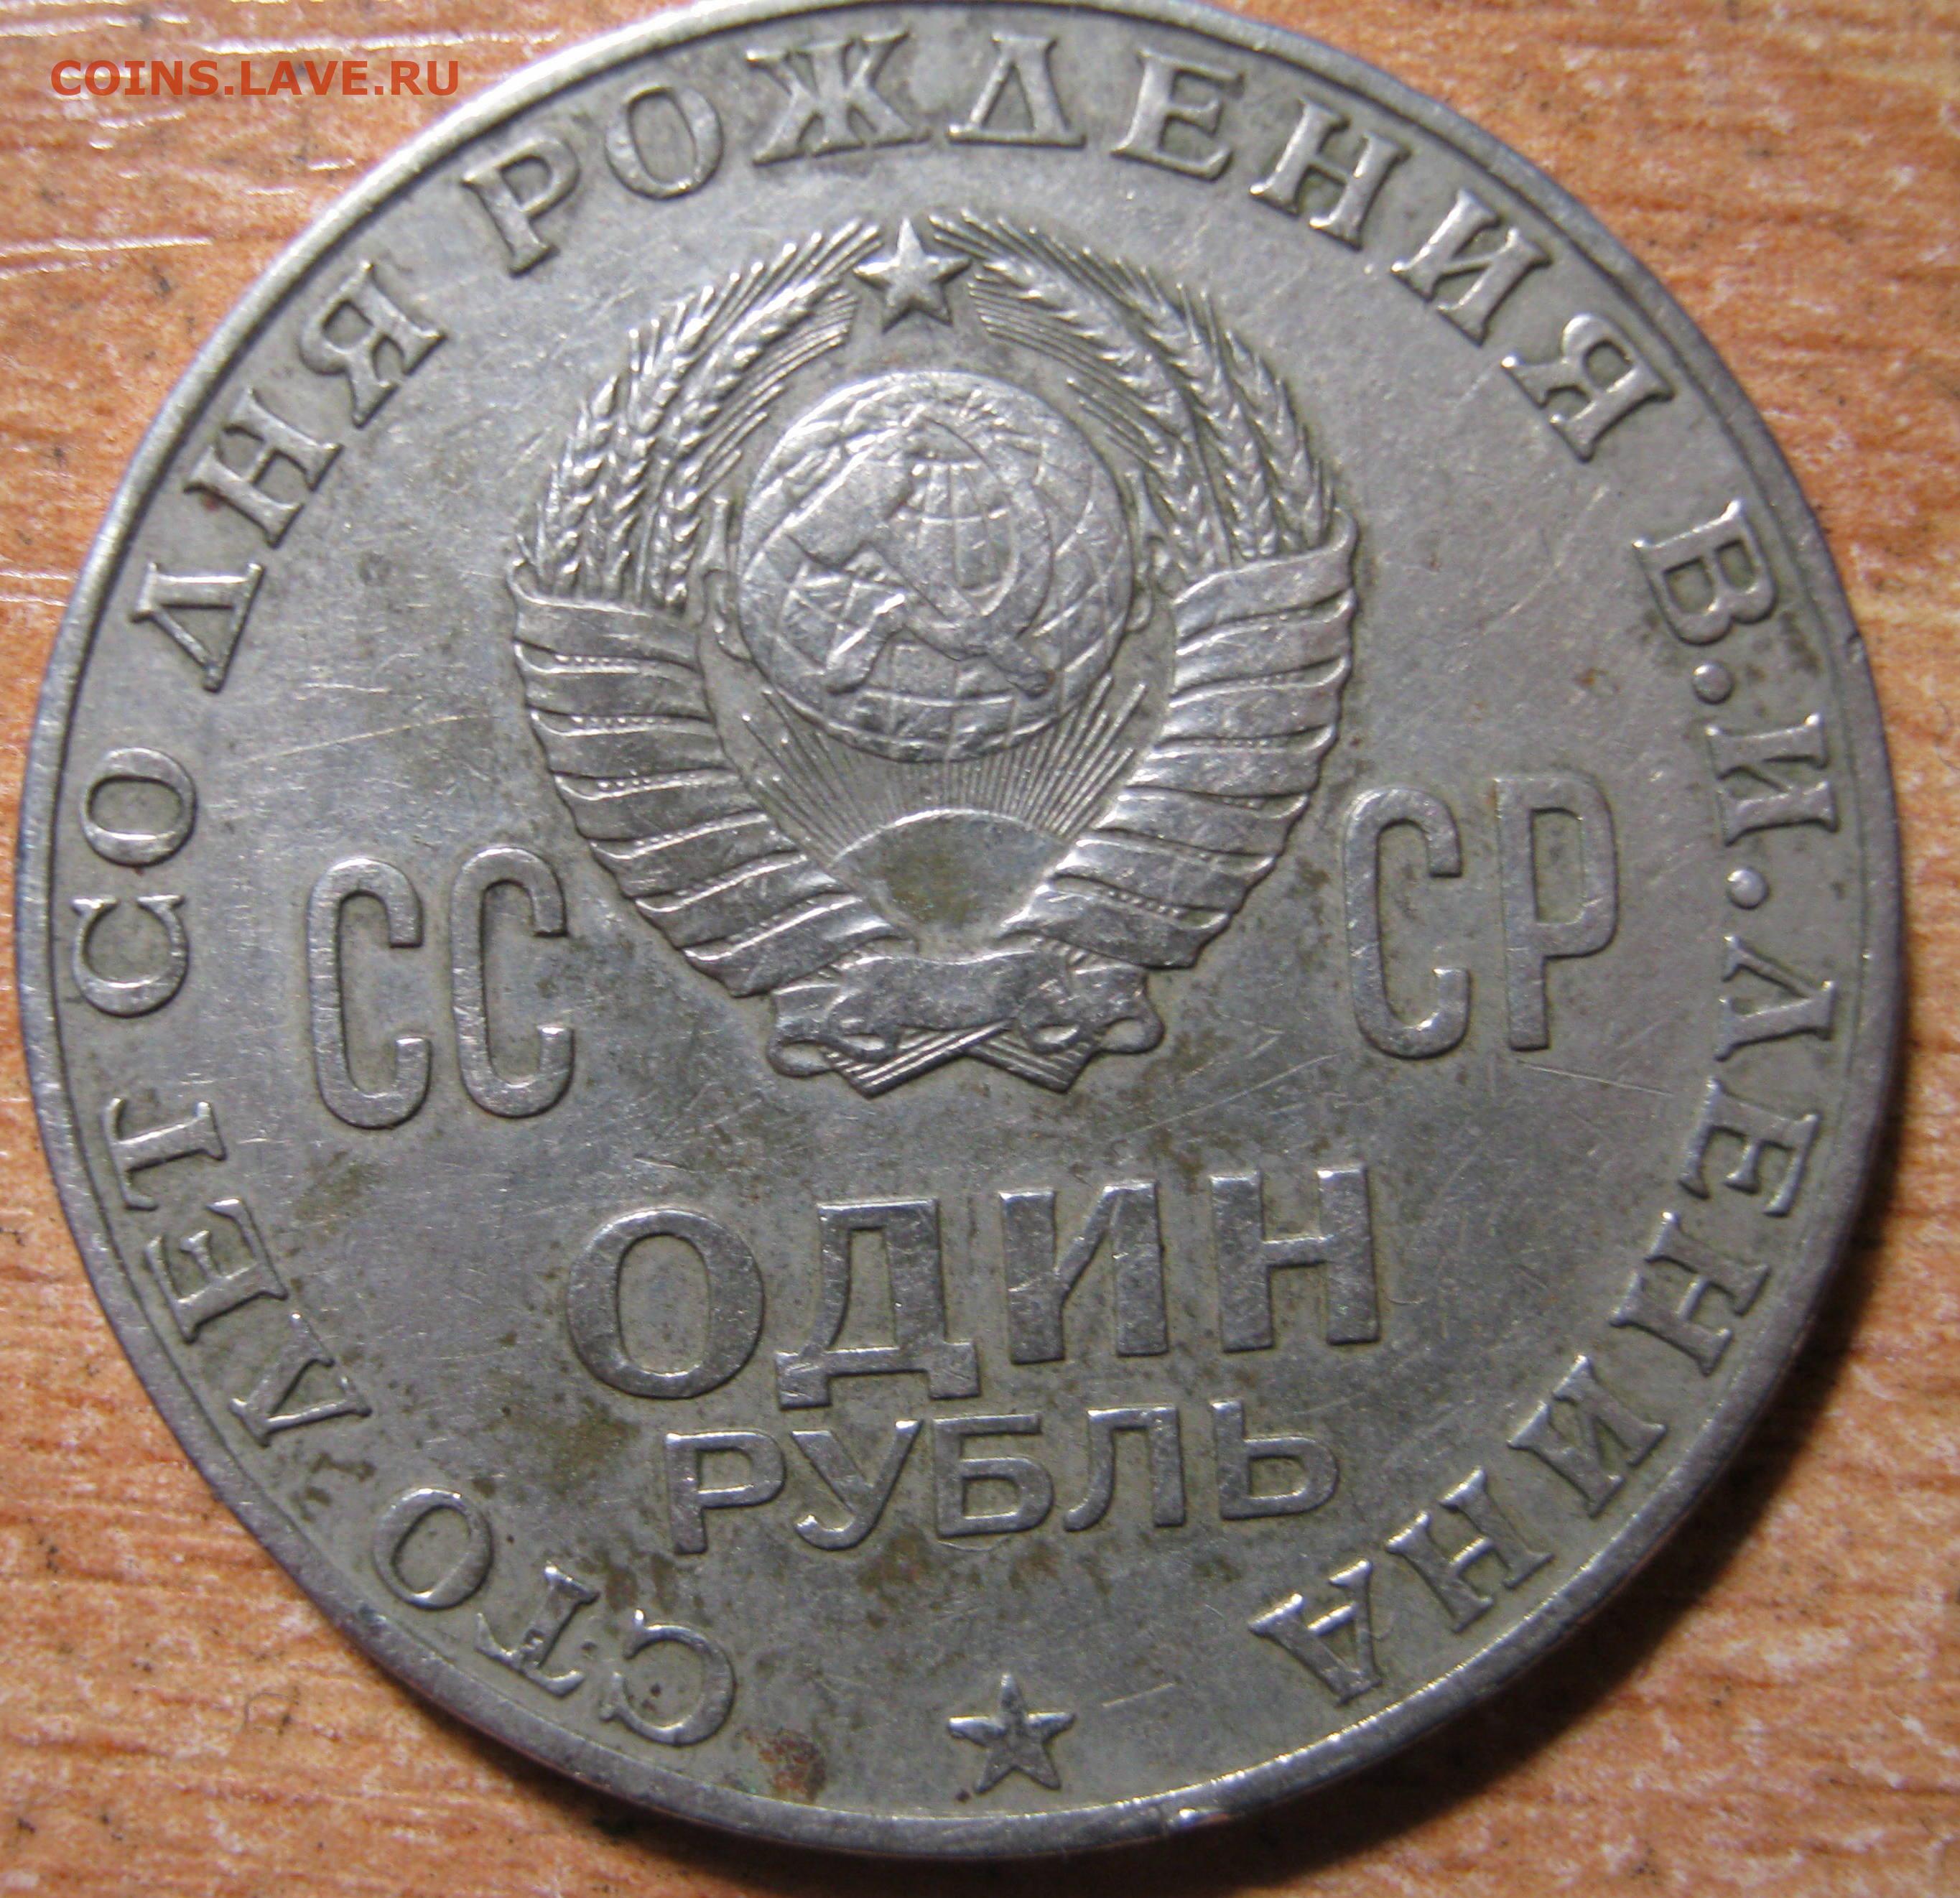 COINS.LAVE.RU
СТО ЛЕТ СО ДНЯ РОЖДЕНИЯ В.И.ЛЕНИНА
СС СР
ОДИН
РУБЛЬ